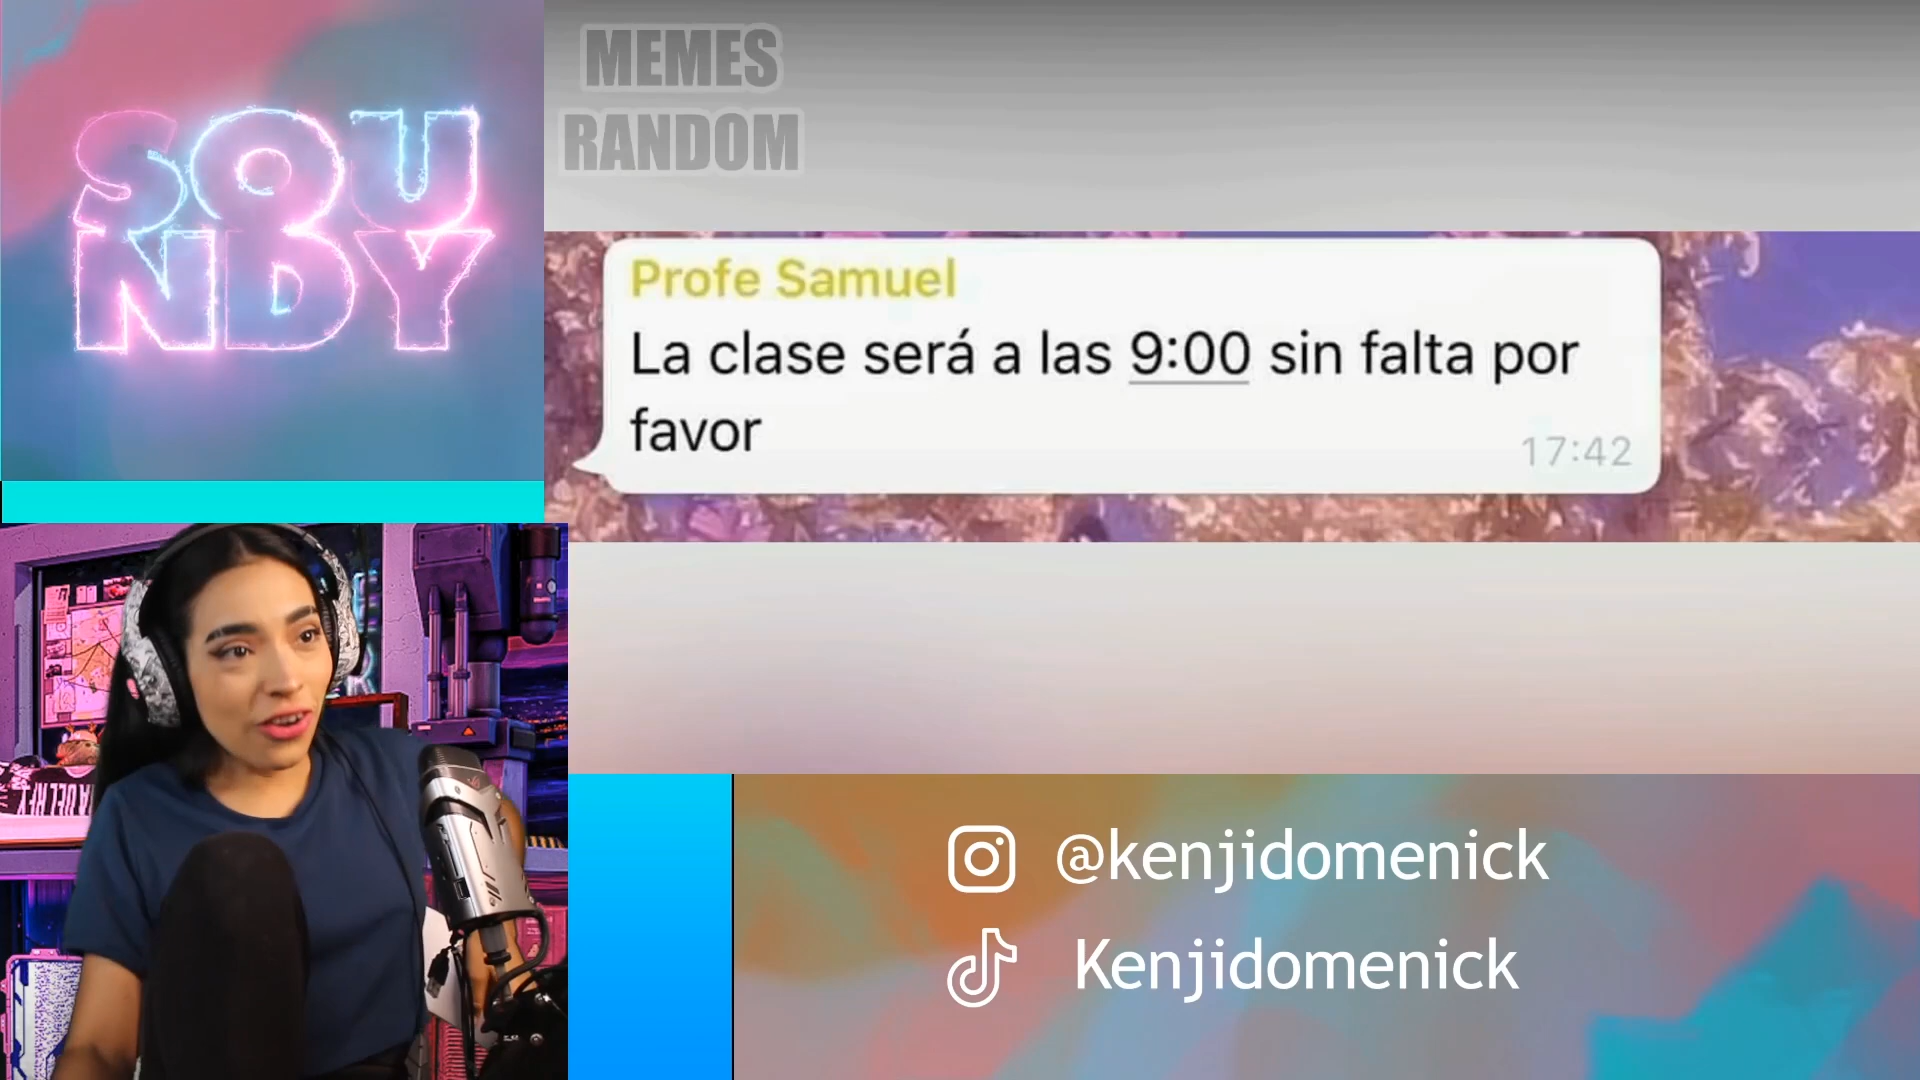 SOU
NDY
MEMES
RANDOM
Profe Samuel
La clase será a las 9:00 sin falta por
favor
17:42
@kenjidomenick
Kenjidomenick